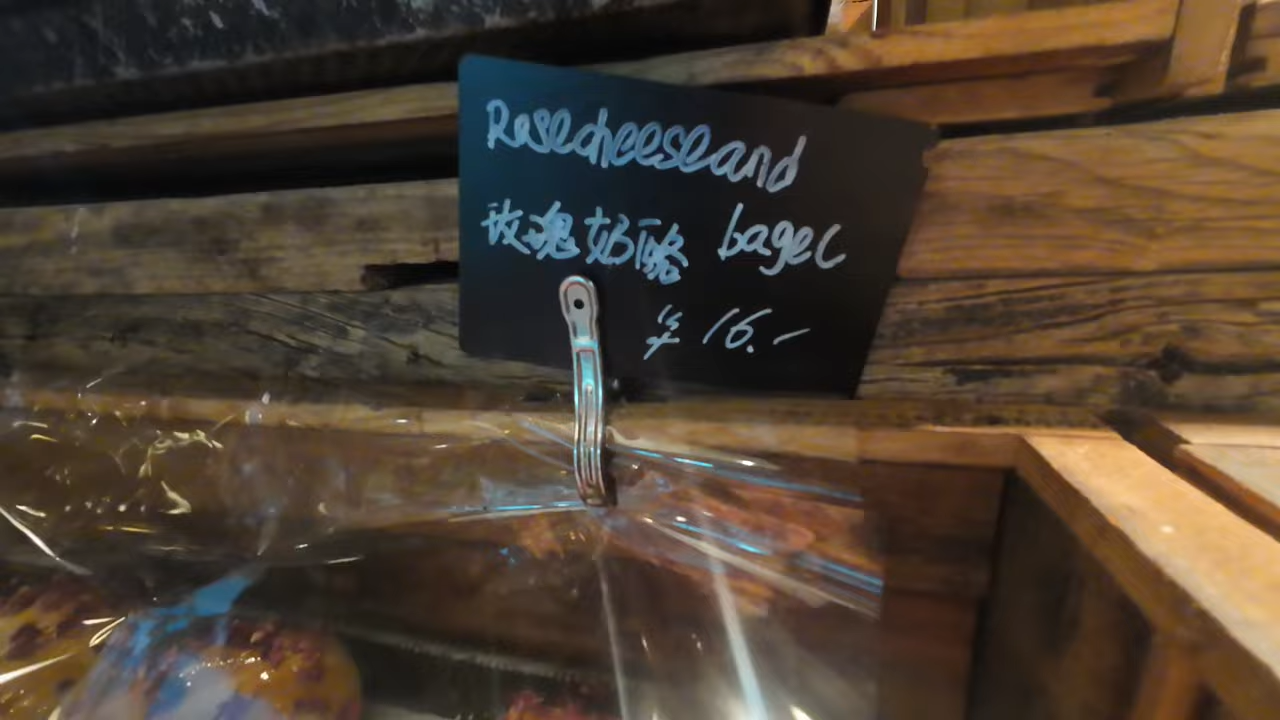 Rosecheeseand
玫瑰奶酪 bagel
¥ 16.-